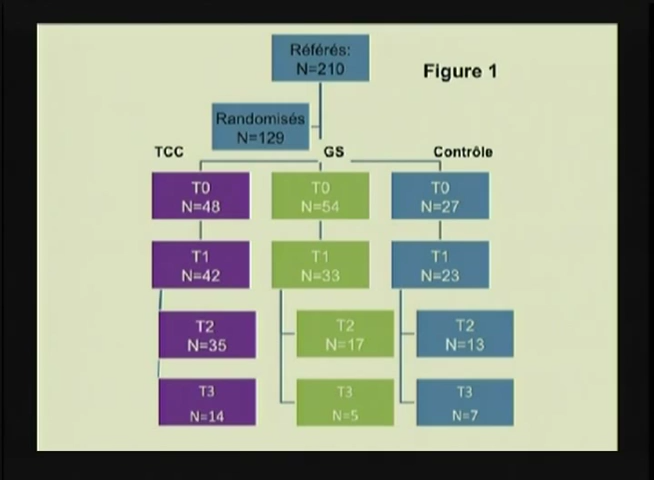 Référés:
N=210
Figure 1
Randomisés
N=129
TCC
GS
Contrôle
T0
N=48
T0
N=54
T0
N=27
T1
N=42
T1
N=33
T1
N=23
T2
N=35
T2
N=17
T2
N=13
T3
N=14
T3
N=5
T3
N=7